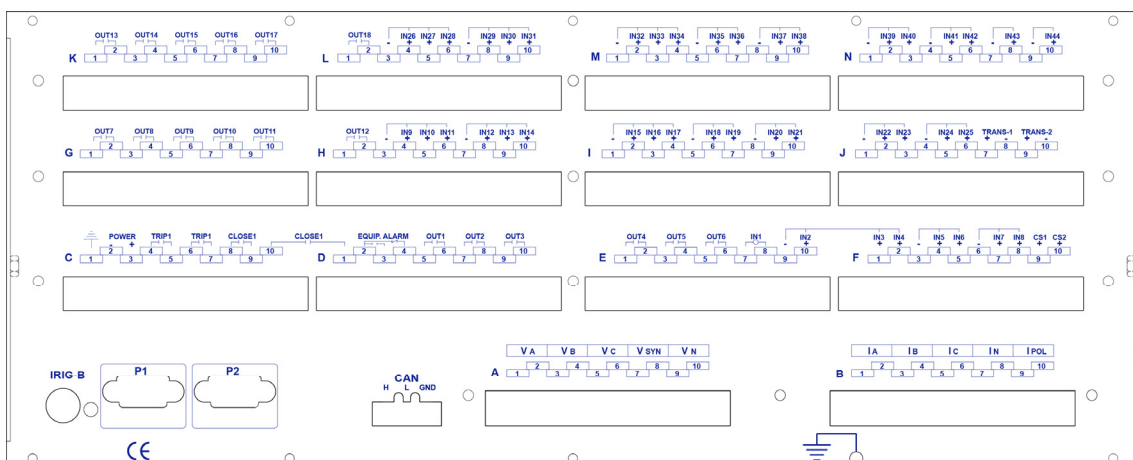 OUT13 OUT14 OUT15 OUT16 OUT17
K 1 2 3 4 5 6 7 8 9 10
OUT18 - IN26 + IN27 + IN28 + - IN29 + IN30 + IN31 +
L 1 2 3 4 5 6 7 8 9 10
- IN32 + IN33 + IN34 + - IN35 + IN36 + - IN37 + IN38 +
M 1 2 3 4 5 6 7 8 9 10
- IN39 + IN40 + - IN41 + IN42 + - IN43 + - IN44 +
N 1 2 3 4 5 6 7 8 9 10
OUT7 OUT8 OUT9 OUT10 OUT11
G 1 2 3 4 5 6 7 8 9 10
OUT12 - IN9 + IN10 + IN11 + - IN12 + IN13 + IN14 +
H 1 2 3 4 5 6 7 8 9 10
- IN15 + IN16 + IN17 + - IN18 + IN19 + - IN20 + IN21 +
I 1 2 3 4 5 6 7 8 9 10
- IN22 + IN23 + - IN24 + IN25 + TRANS-1 + - TRANS-2 + -
J 1 2 3 4 5 6 7 8 9 10
POWER - + TRIP1 TRIP1 CLOSE1 CLOSE1
C 1 2 3 4 5 6 7 8 9 10
EQUIP. ALARM OUT1 OUT2 OUT3
D 1 2 3 4 5 6 7 8 9 10
OUT4 OUT5 OUT6 IN1 - IN2 +
E 1 2 3 4 5 6 7 8 9 10
IN3 + IN4 + - IN5 + IN6 + - IN7 + IN8 + CS1 + CS2 +
F 1 2 3 4 5 6 7 8 9 10
IRIG-B P1 P2
CAN
H L GND
VA VB VC VSYN VN
A 1 2 3 4 5 6 7 8 9 10
IA IB IC IN IPOL
B 1 2 3 4 5 6 7 8 9 10
CE